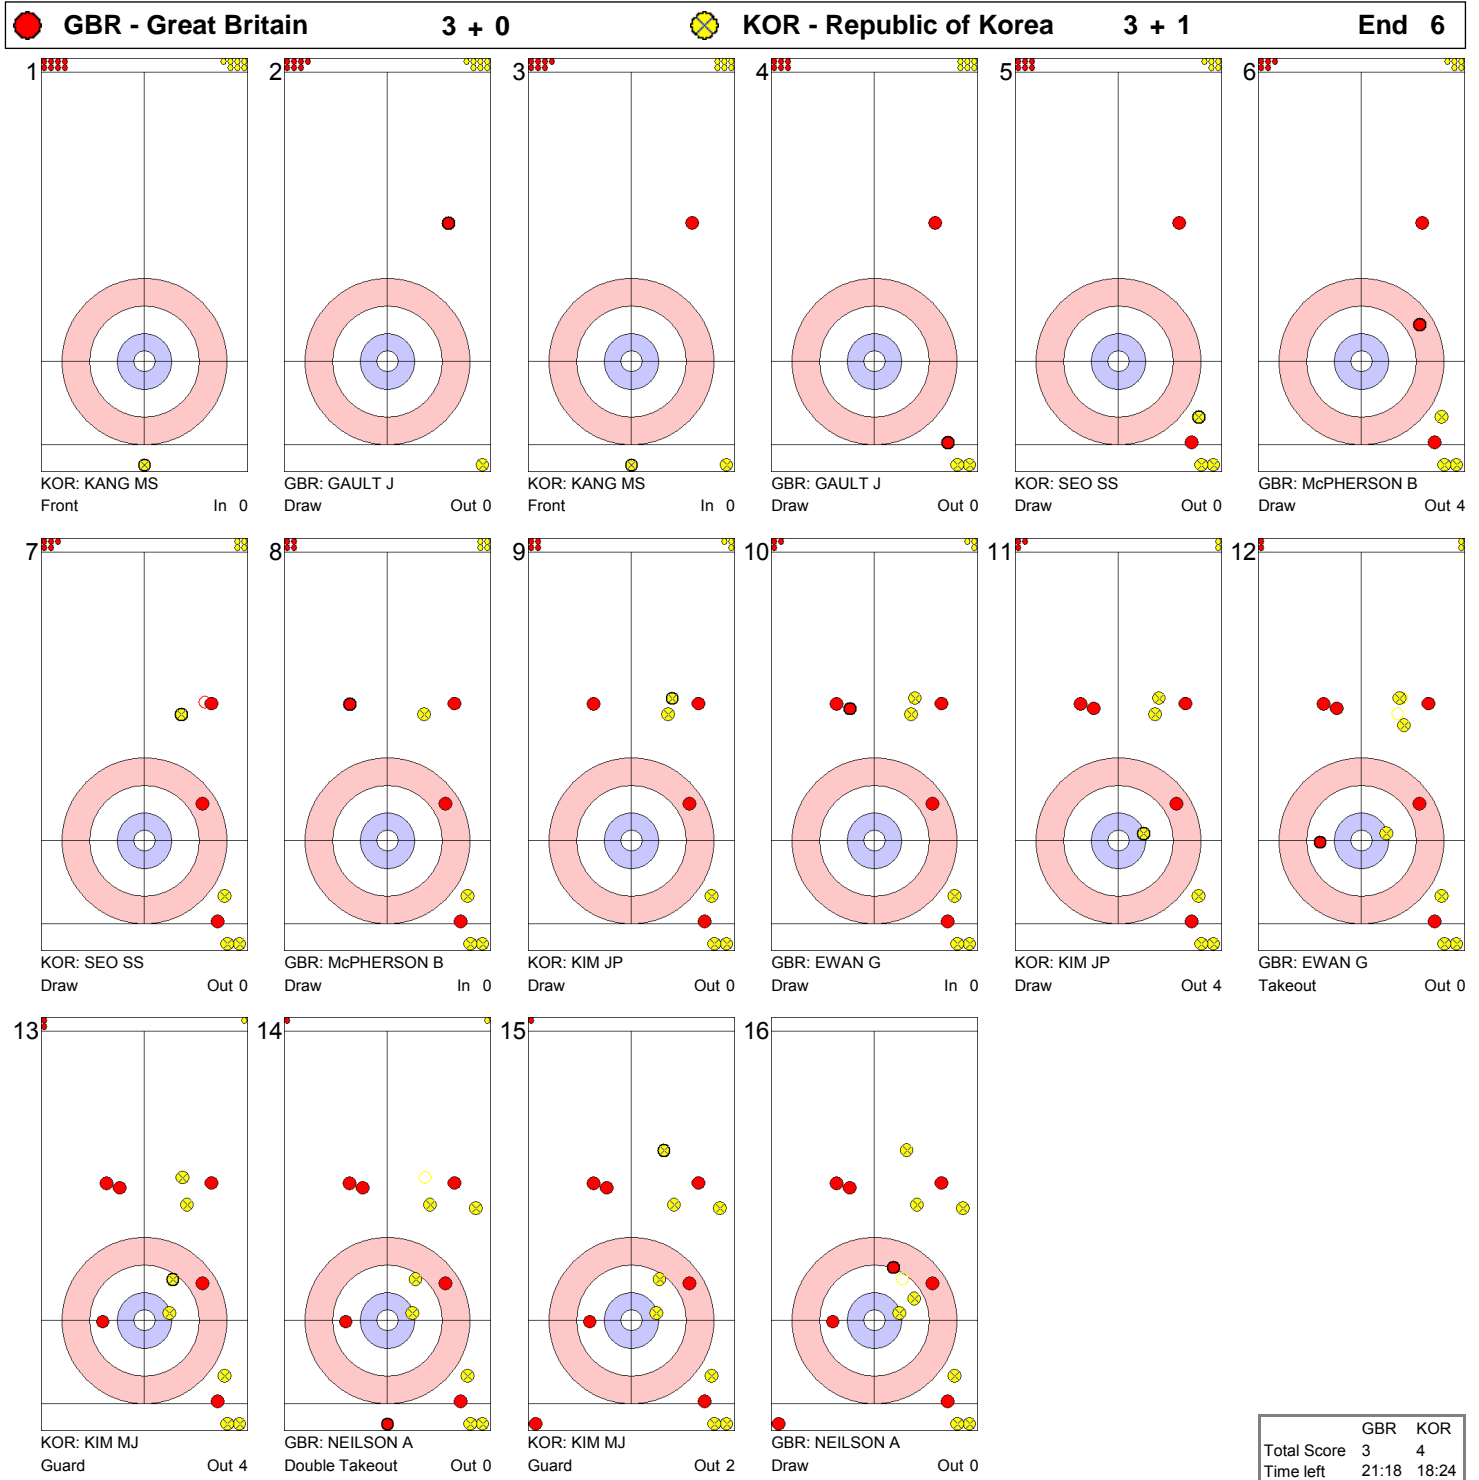 GBR - Great Britain 3 + 0 KOR - Republic of Korea 3 + 1 End 6
1 2 3 4 5 6
KOR: KANG MS GBR: GAULT J KOR: KANG MS GBR: GAULT J KOR: SEO SS GBR: McPHERSON B
Front In 0 Draw Out 0 Front In 0 Draw Out 0 Draw Out 0 Draw Out 4
7 8 9 10 11 12
KOR: SEO SS GBR: McPHERSON B KOR: KIM JP GBR: EWAN G KOR: KIM JP GBR: EWAN G
Draw Out 0 Draw In 0 Draw Out 0 Draw In 0 Draw Out 4 Takeout Out 0
13 14 15 16
KOR: KIM MJ GBR: NEILSON A KOR: KIM MJ GBR: NEILSON A
Guard Out 4 Double Takeout Out 0 Guard Out 2 Draw Out 0
GBR KOR
Total Score 3 4
Time left 21:18 18:24